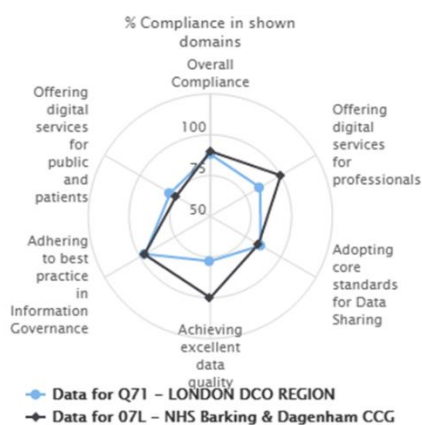 % Compliance in shown
domains
Overall
Compliance
Offering
digital
services
for
public
and
patients
Offering
digital
services
for
professionals
100
75
50
Adhering
to best
practice
in
Information
Governance
Adopting
core
standards
for Data
Sharing
Achieving
excellent
data
quality
Data for Q71 – LONDON DCO REGION
Data for 07L – NHS Barking & Dagenham CCG